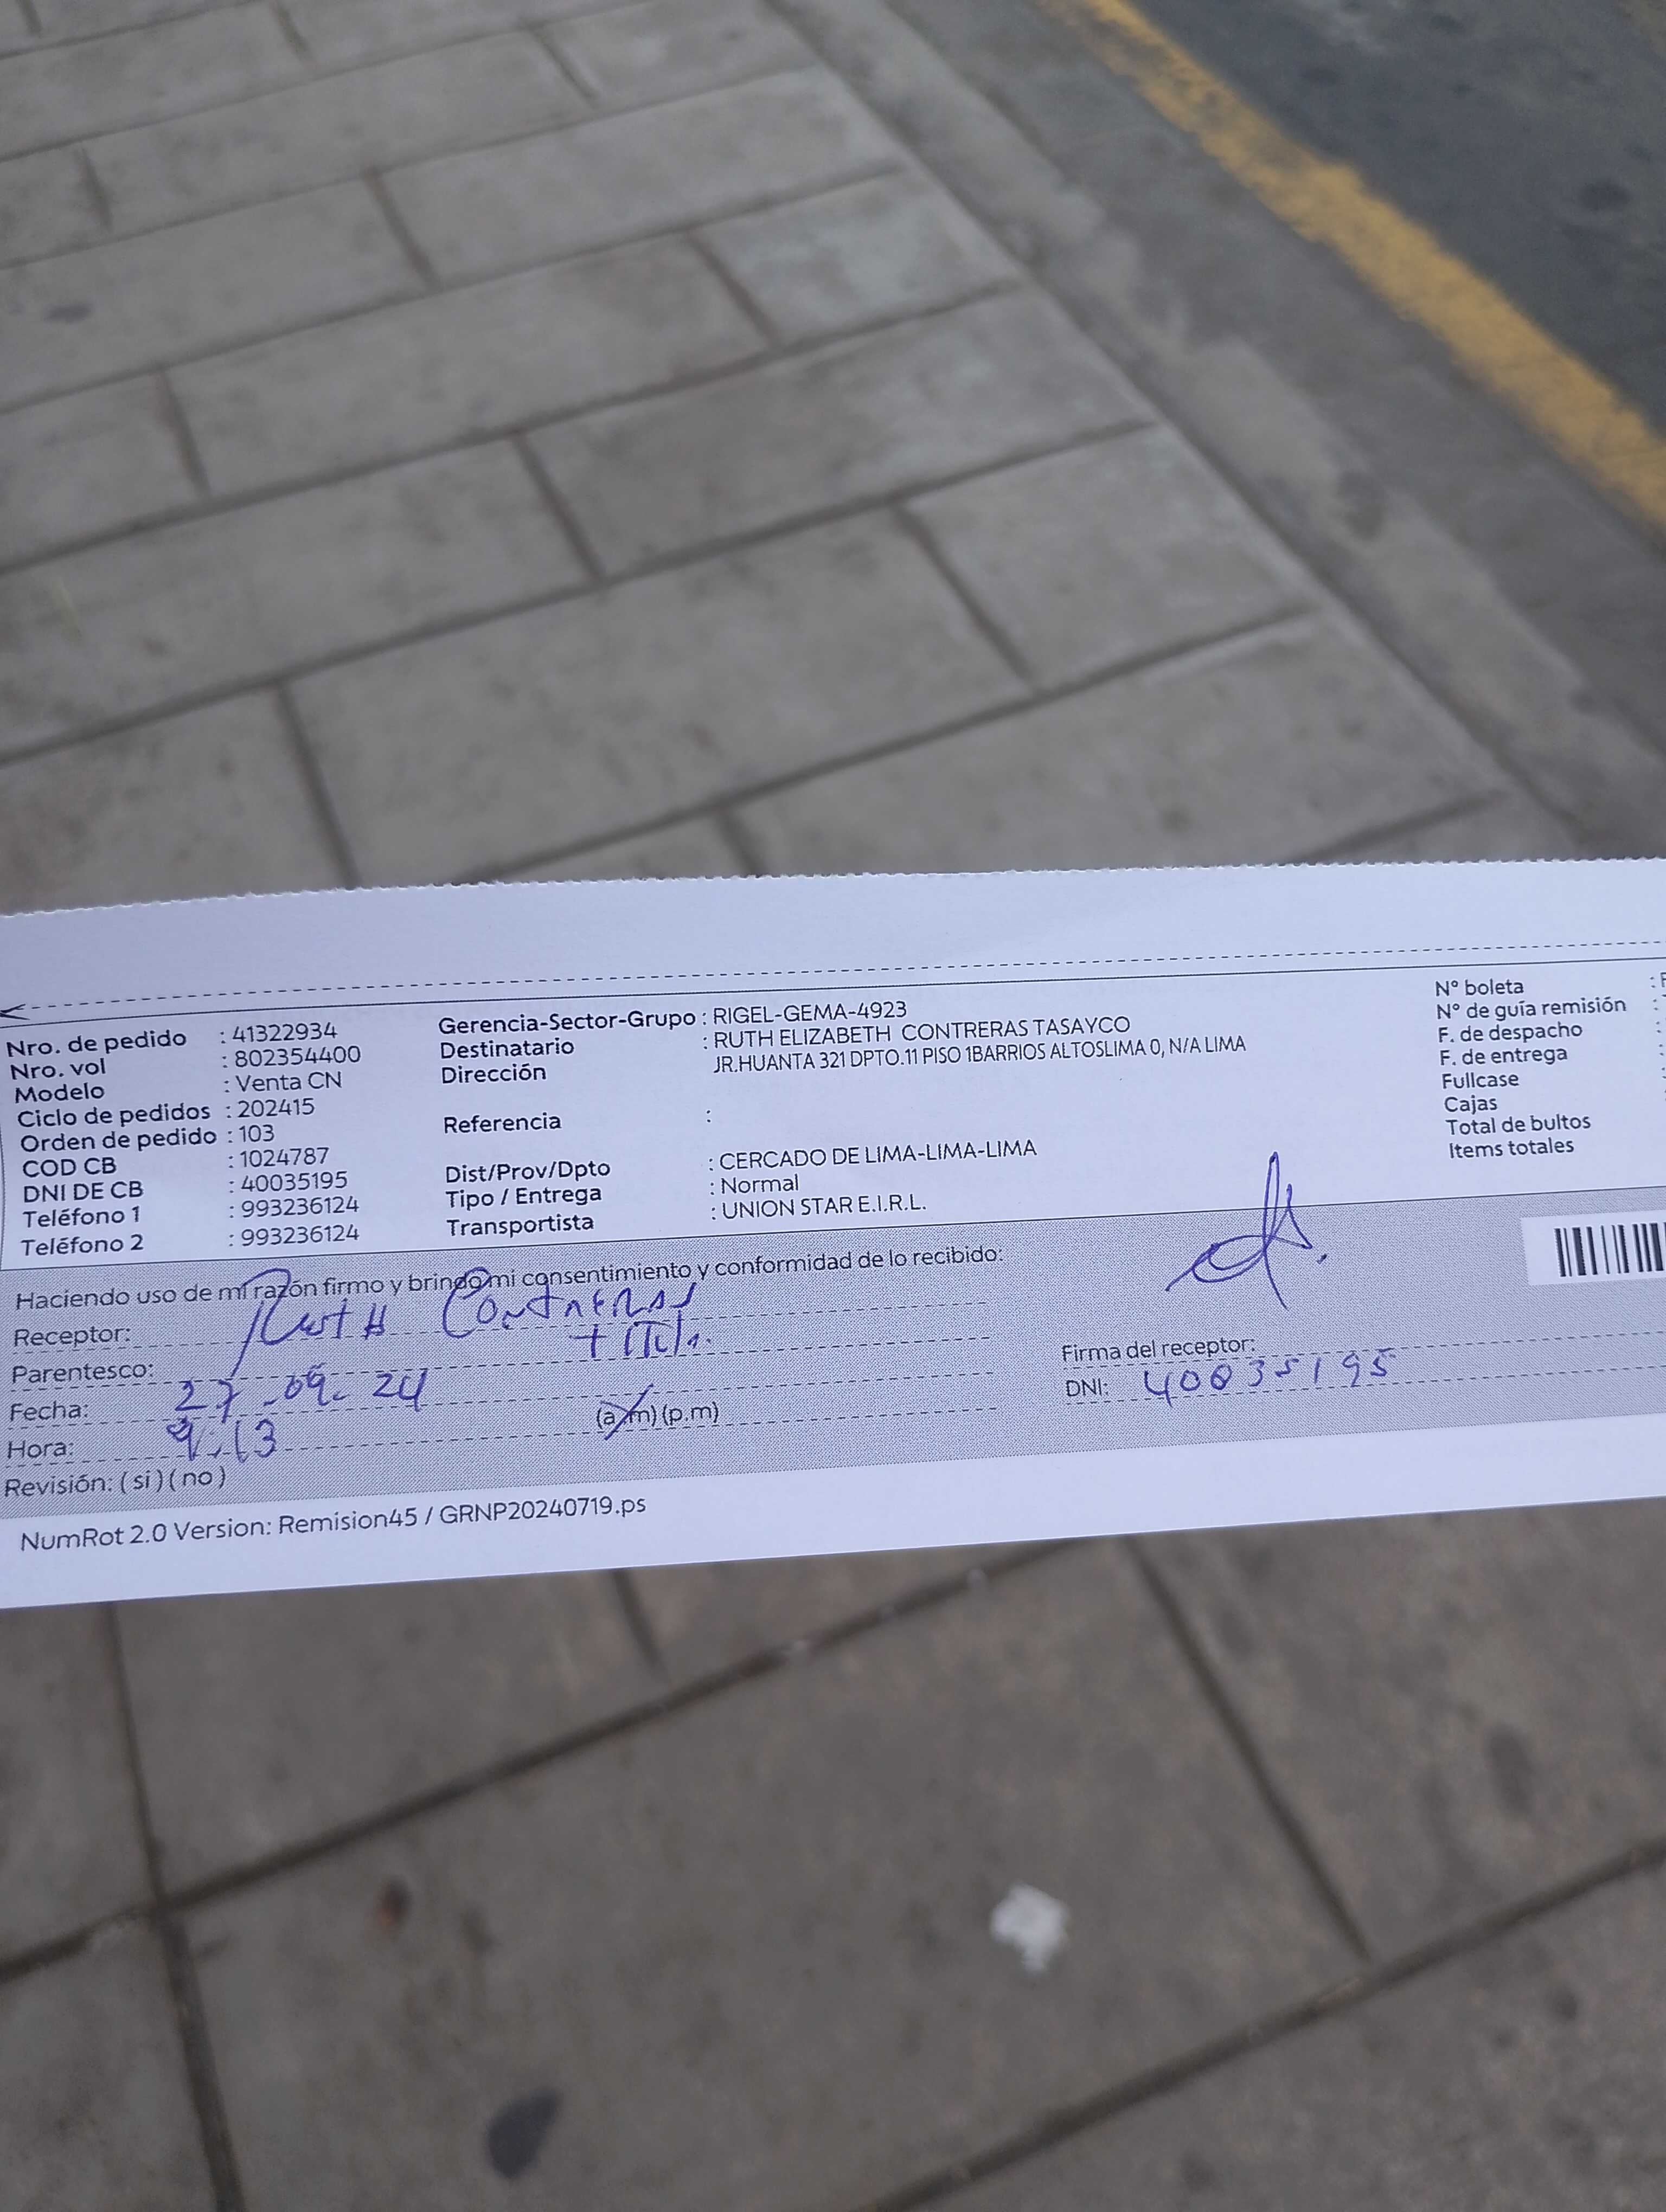 Nro. de pedido : 41322934
Nro. vol : 802354400
Modelo : Venta CN
Ciclo de pedidos : 202415
Orden de pedido : 103
COD CB : 1024787
DNI DE CB : 40035195
Teléfono 1 : 993236124
Teléfono 2 : 993236124
Gerencia-Sector-Grupo : RIGEL-GEMA-4923
Destinatario : RUTH ELIZABETH CONTRERAS TASAYCO
Dirección JR.HUANTA 321 DPTO.11 PISO 1BARRIOS ALTOSLIMA 0, N/A LIMA
Referencia :
Dist/Prov/Dpto : CERCADO DE LIMA-LIMA-LIMA
Tipo / Entrega : Normal
Transportista : UNION STAR E.I.R.L.
N° boleta : F
N° de guía remisión :
F. de despacho :
F. de entrega :
Fullcase :
Cajas :
Total de bultos :
Items totales :
Haciendo uso de mi razón firmo y brindo mi consentimiento y conformidad de lo recibido:
Receptor: Ruth Contreras
Parentesco:
Fecha: 27-09-24
Hora: 9:13 (a.m) (p.m)
Revisión: (si) (no)
Firma del receptor:
DNI: 40035195
NumRot 2.0 Version: Remision45 / GRNP20240719.ps